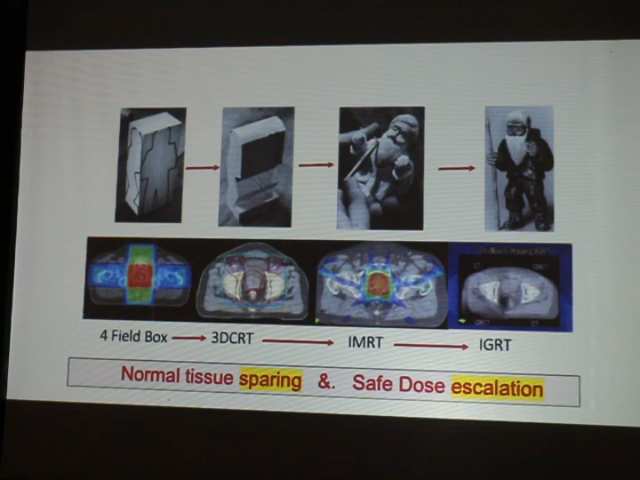 4 Field Box 3DCRT IMRT IGRT
Normal tissue sparing &. Safe Dose escalation